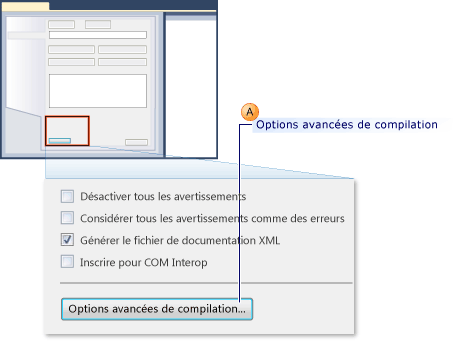 A
Options avancées de compilation
Désactiver tous les avertissements
Considérer tous les avertissements comme des erreurs
Générer le fichier de documentation XML
Inscrire pour COM Interop
Options avancées de compilation...